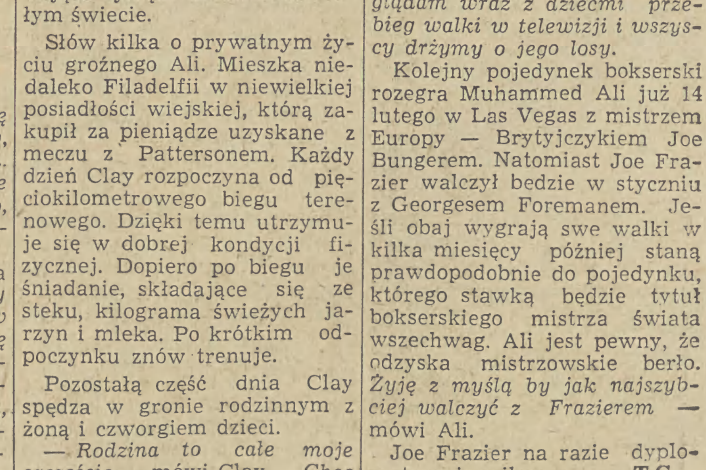 łym świecie.
Słów kilka o prywatnym ży-
ciu groźnego Ali. Mieszka nie-
daleko Filadelfii w niewielkiej
posiadłości wiejskiej, którą za-
kupił za pieniądze uzyskane z
meczu z Pattersonem. Każdy
dzień Clay rozpoczyna od pię-
ciokilometrowego biegu tere-
nowego. Dzięki temu utrzymu-
je się w dobrej kondycji fi-
zycznej. Dopiero po biegu je
śniadanie, składające się ze
steku, kilograma świeżych ja-
rzyn i mleka. Po krótkim od-
poczynku znów trenuje.
Pozostałą część dnia Clay
spędza w gronie rodzinnym z
żoną i czworgiem dzieci.
— Rodzina to całe moje
mówi Clay
glądam wraz z dziećmi prze-
bieg walki w telewizji i wszys-
cy drżymy o jego losy.
Kolejny pojedynek bokserski
rozegra Muhammed Ali już 14
lutego w Las Vegas z mistrzem
Europy — Brytyjczykiem Joe
Bungerem. Natomiast Joe Fra-
zier walczył będzie w styczniu
z Georgesem Foremanem. Je-
śli obaj wygrają swe walki w
kilka miesięcy później staną
prawdopodobnie do pojedynku,
którego stawką będzie tytuł
bokserskiego mistrza świata
wszechwag. Ali jest pewny, że
odzyska mistrzowskie berło.
Żyję z myślą by jak najszyb-
ciej walczyć z Frazierem —
mówi Ali.
Joe Frazier na razie dyplo-